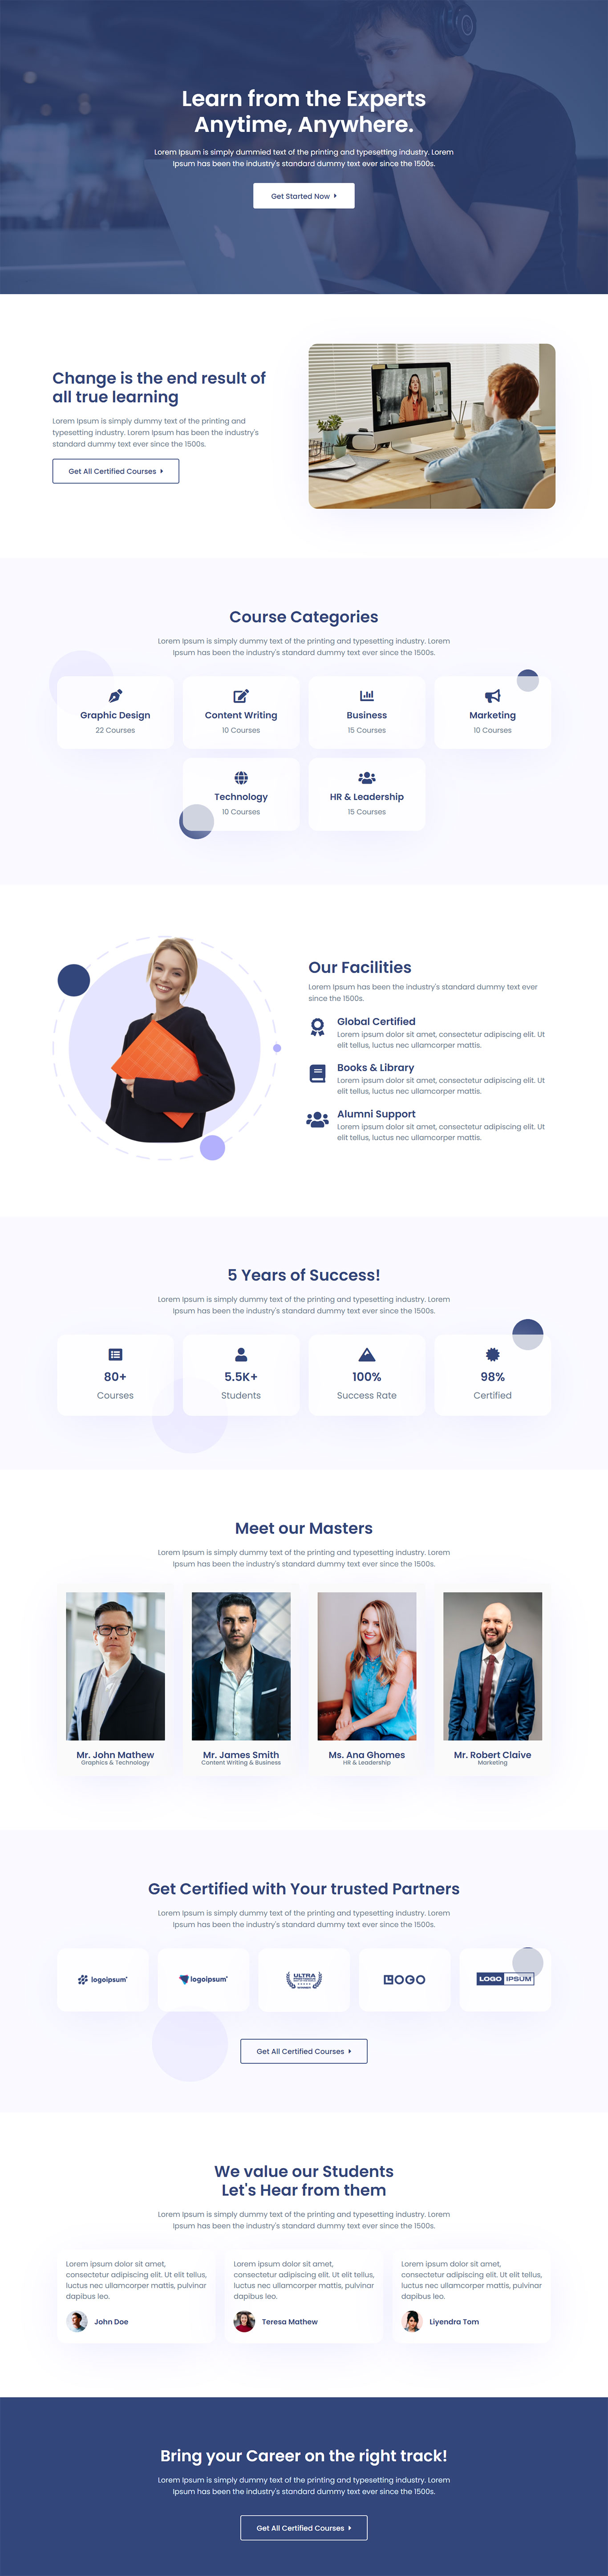 Learn from the Experts
Anytime, Anywhere.
Lorem Ipsum is simply dummied text of the printing and typesetting industry. Lorem
Ipsum has been the industry's standard dummy text ever since the 1500s.
Get Started Now
Change is the end result of
all true learning
Lorem Ipsum is simply dummy text of the printing and
typesetting industry. Lorem Ipsum has been the industry's
standard dummy text ever since the 1500s.
Get All Certified Courses
Course Categories
Lorem Ipsum is simply dummy text of the printing and typesetting industry. Lorem
Ipsum has been the industry's standard dummy text ever since the 1500s.
Graphic Design
22 Courses
Content Writing
10 Courses
Business
15 Courses
Marketing
10 Courses
Technology
10 Courses
HR & Leadership
15 Courses
Our Facilities
Lorem Ipsum has been the industry's standard dummy text ever
since the 1500s.
Global Certified
Lorem ipsum dolor sit amet, consectetur adipiscing elit. Ut
elit tellus, luctus nec ullamcorper mattis.
Books & Library
Lorem ipsum dolor sit amet, consectetur adipiscing elit. Ut
elit tellus, luctus nec ullamcorper mattis.
Alumni Support
Lorem ipsum dolor sit amet, consectetur adipiscing elit. Ut
elit tellus, luctus nec ullamcorper mattis.
5 Years of Success!
Lorem Ipsum is simply dummy text of the printing and typesetting industry. Lorem
Ipsum has been the industry's standard dummy text ever since the 1500s.
80+
Courses
5.5K+
Students
100%
Success Rate
98%
Certified
Meet our Masters
Lorem Ipsum is simply dummy text of the printing and typesetting industry. Lorem
Ipsum has been the industry's standard dummy text ever since the 1500s.
Mr. John Mathew
Graphics & Technology
Mr. James Smith
Content Writing & Business
Ms. Ana Ghomes
HR & Leadership
Mr. Robert Claive
Marketing
Get Certified with Your trusted Partners
Lorem Ipsum is simply dummy text of the printing and typesetting industry. Lorem
Ipsum has been the industry's standard dummy text ever since the 1500s.
logoipsum
logoipsum
ULTRA
WINNER
LOGO
LOGO IPSUM
Get All Certified Courses
We value our Students
Let's Hear from them
Lorem Ipsum is simply dummy text of the printing and typesetting industry. Lorem
Ipsum has been the industry's standard dummy text ever since the 1500s.
Lorem ipsum dolor sit amet,
consectetur adipiscing elit. Ut elit tellus,
luctus nec ullamcorper mattis, pulvinar
dapibus leo.
John Doe
Lorem ipsum dolor sit amet,
consectetur adipiscing elit. Ut elit tellus,
luctus nec ullamcorper mattis, pulvinar
dapibus leo.
Teresa Mathew
Lorem ipsum dolor sit amet,
consectetur adipiscing elit. Ut elit tellus,
luctus nec ullamcorper mattis, pulvinar
dapibus leo.
Liyendra Tom
Bring your Career on the right track!
Lorem Ipsum is simply dummy text of the printing and typesetting industry. Lorem
Ipsum has been the industry's standard dummy text ever since the 1500s.
Get All Certified Courses